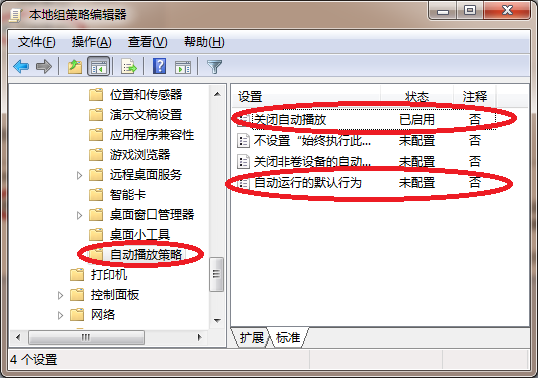 本地组策略编辑器
文件(F) 操作(A) 查看(V) 帮助(H)
位置和传感器
演示文稿设置
应用程序兼容性
游戏浏览器
远程桌面服务
智能卡
桌面窗口管理器
桌面小工具
自动播放策略
打印机
控制面板
网络
设置 状态 注释
关闭自动播放 已启用 否
不设置“始终执行此... 未配置 否
关闭非卷设备的自动... 未配置 否
自动运行的默认行为 未配置 否
扩展 标准
4 个设置